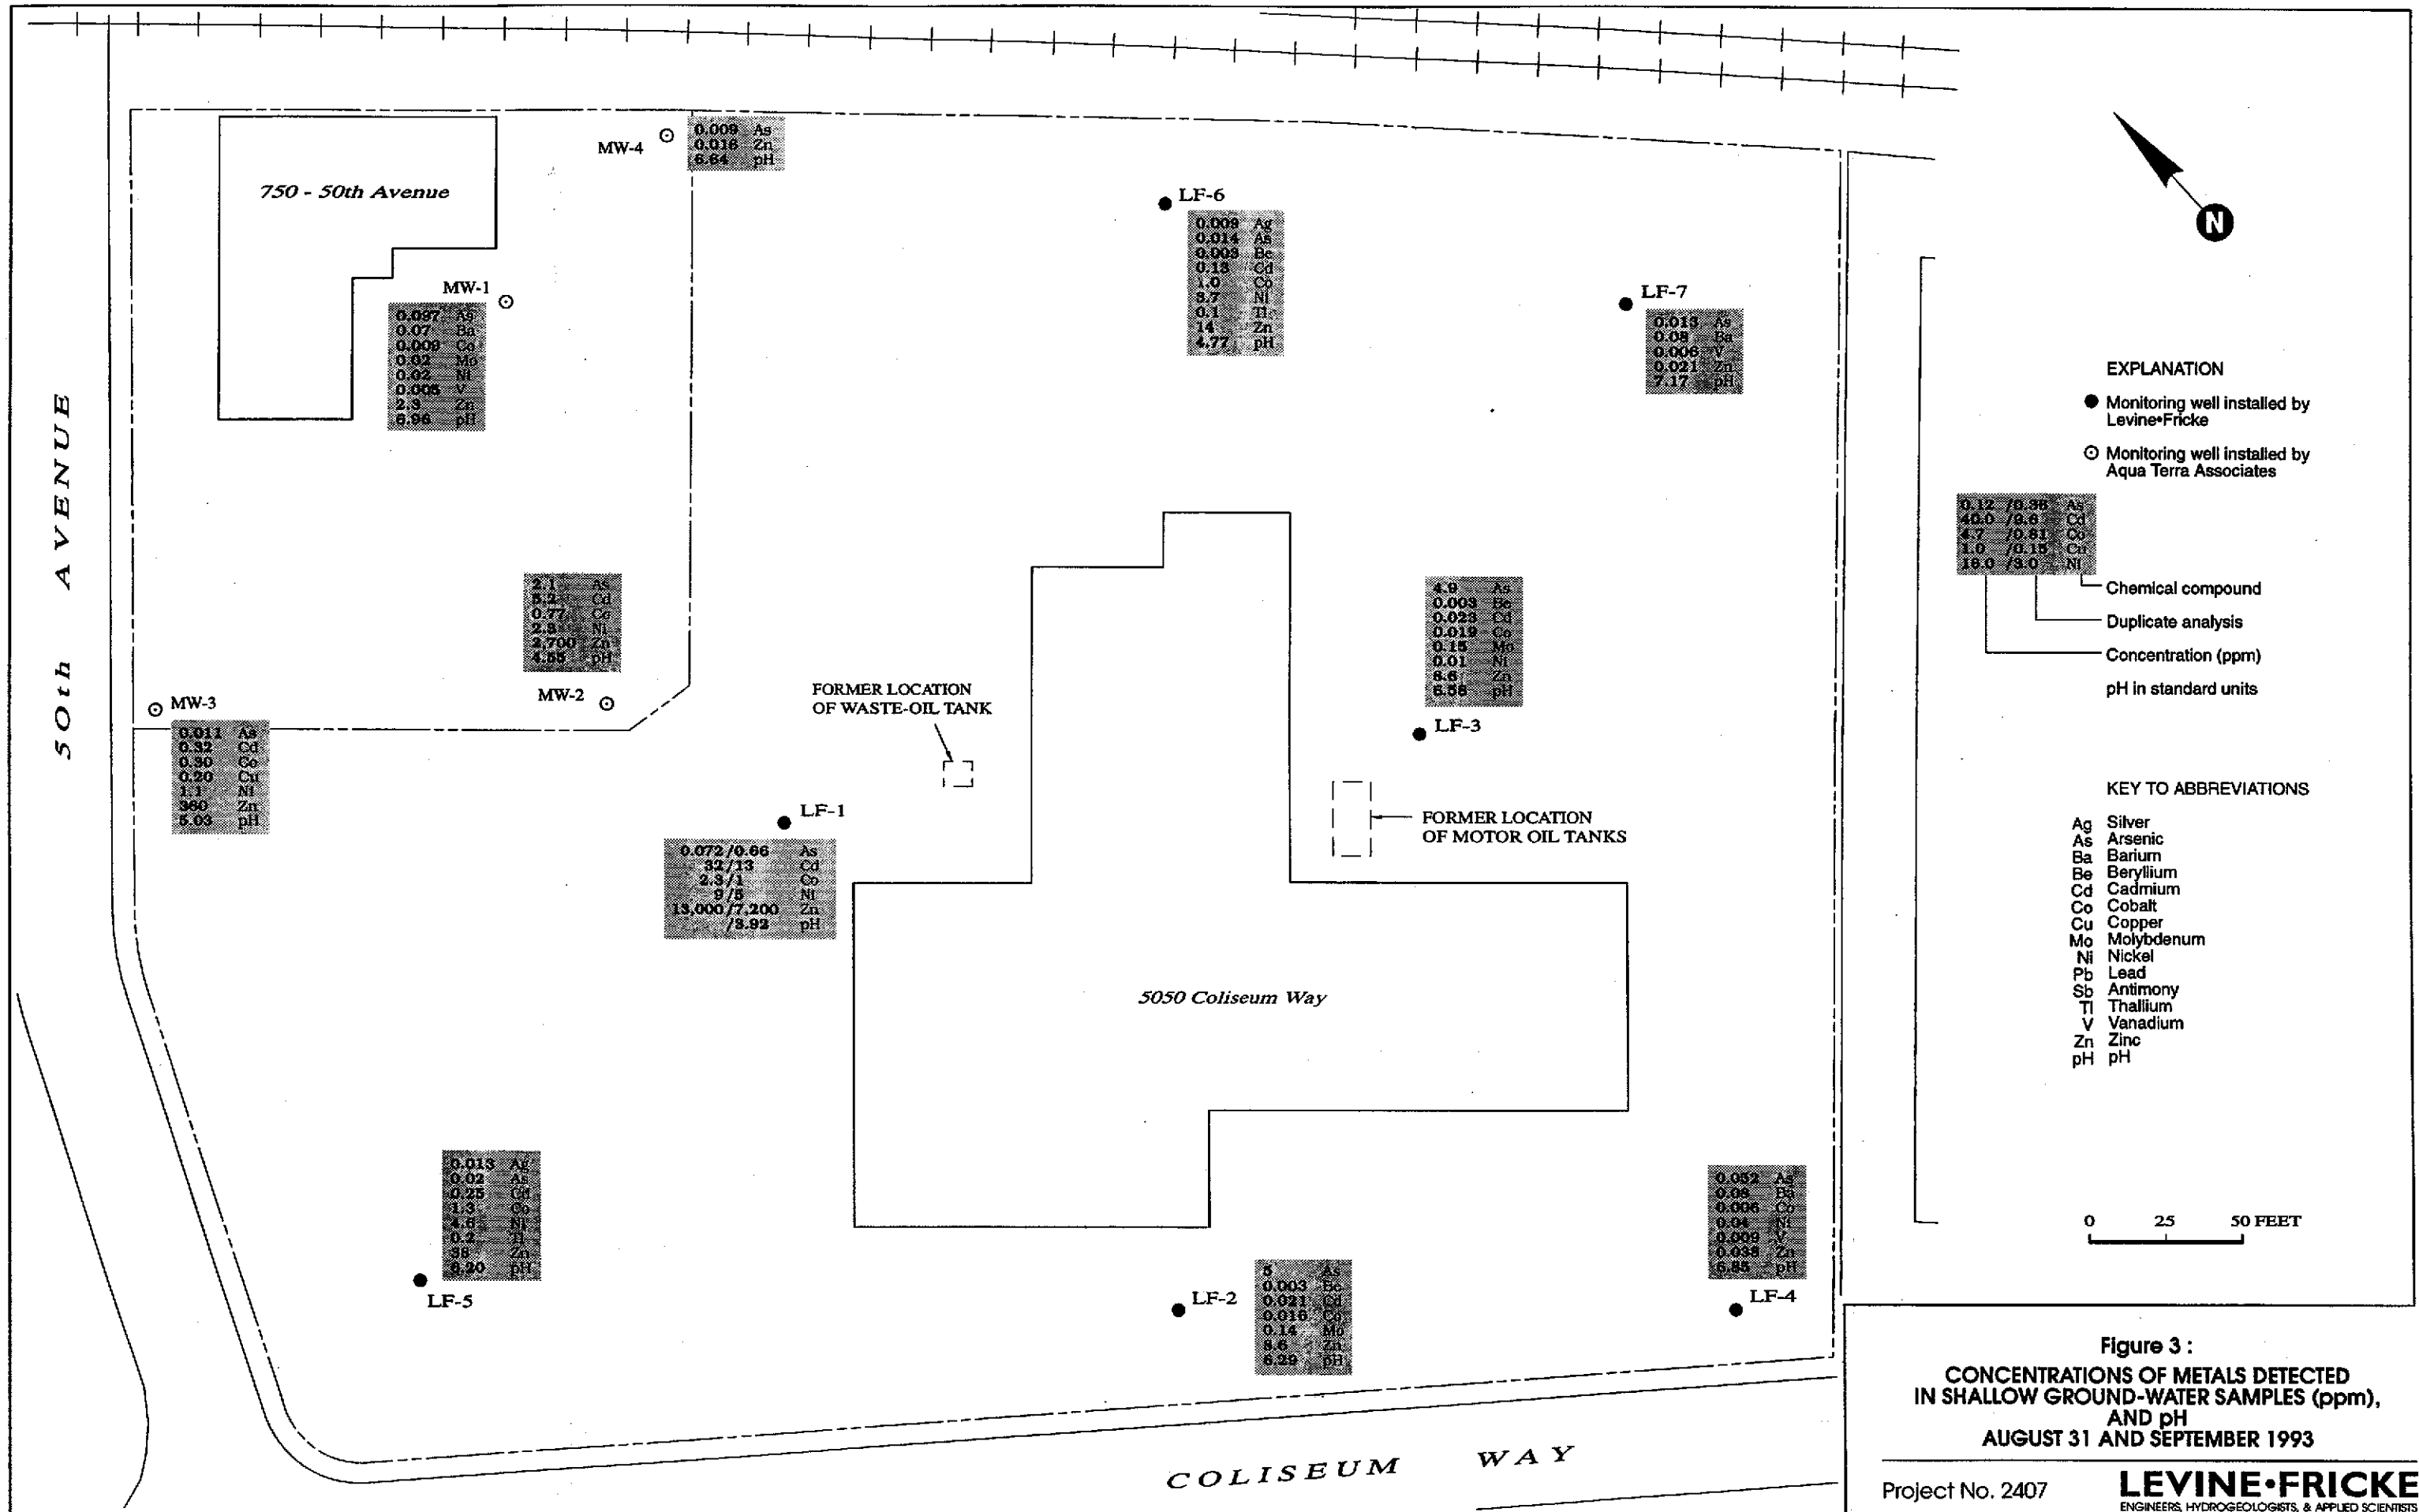 MW-4
0.009 As
0.016 Zn
6.64 pH
750 - 50th Avenue
LF-6
0.009 Ag
0.014 As
0.003 Be
0.13 Cd
1.0 Co
3.7 Ni
0.1 Tl
14 Zn
4.77 pH
N
MW-1
0.097 As
0.07 Ba
0.009 Co
0.02 Mo
0.02 Ni
0.005 V
2.3 Zn
6.96 pH
LF-7
0.013 As
0.08 Ba
0.006 V
0.021 Zn
7.17 pH
50th AVENUE
2.1 As
5.2 Cd
0.77 Co
2.8 Ni
2,700 Zn
4.55 pH
MW-2
MW-3
0.011 As
0.32 Cd
0.30 Co
0.20 Cu
1.1 Ni
360 Zn
5.03 pH
FORMER LOCATION
OF WASTE-OIL TANK
4.9 As
0.003 Be
0.023 Cd
0.019 Co
0.15 Mo
0.01 Ni
8.6 Zn
6.58 pH
LF-3
FORMER LOCATION
OF MOTOR OIL TANKS
LF-1
0.072/0.66 As
32/13 Cd
2.3/1 Co
9/5 Ni
13,000/7,200 Zn
/3.92 pH
5050 Coliseum Way
0.013 Ag
0.02 As
0.25 Cd
1.3 Co
4.6 Ni
0.2 Tl
38 Zn
6.20 pH
LF-5
LF-2
5 As
0.003 Be
0.021 Cd
0.016 Co
0.14 Mo
8.6 Zn
6.29 pH
0.052 As
0.08 Ba
0.006 Co
0.04 Ni
0.009 V
0.038 Zn
6.85 pH
LF-4
COLISEUM WAY
EXPLANATION
Monitoring well installed by
Levine•Fricke
Monitoring well installed by
Aqua Terra Associates
0.12 /0.36 As
40.0 /9.6 Cd
4.7 /0.81 Co
1.0 /0.15 Cu
16.0 /3.0 Ni
Chemical compound
Duplicate analysis
Concentration (ppm)
pH in standard units
KEY TO ABBREVIATIONS
Ag Silver
As Arsenic
Ba Barium
Be Beryllium
Cd Cadmium
Co Cobalt
Cu Copper
Mo Molybdenum
Ni Nickel
Pb Lead
Sb Antimony
Tl Thallium
V Vanadium
Zn Zinc
pH pH
0 25 50 FEET
Figure 3 :
CONCENTRATIONS OF METALS DETECTED
IN SHALLOW GROUND-WATER SAMPLES (ppm),
AND pH
AUGUST 31 AND SEPTEMBER 1993
Project No. 2407
LEVINE•FRICKE
ENGINEERS, HYDROGEOLOGISTS, & APPLIED SCIENTISTS